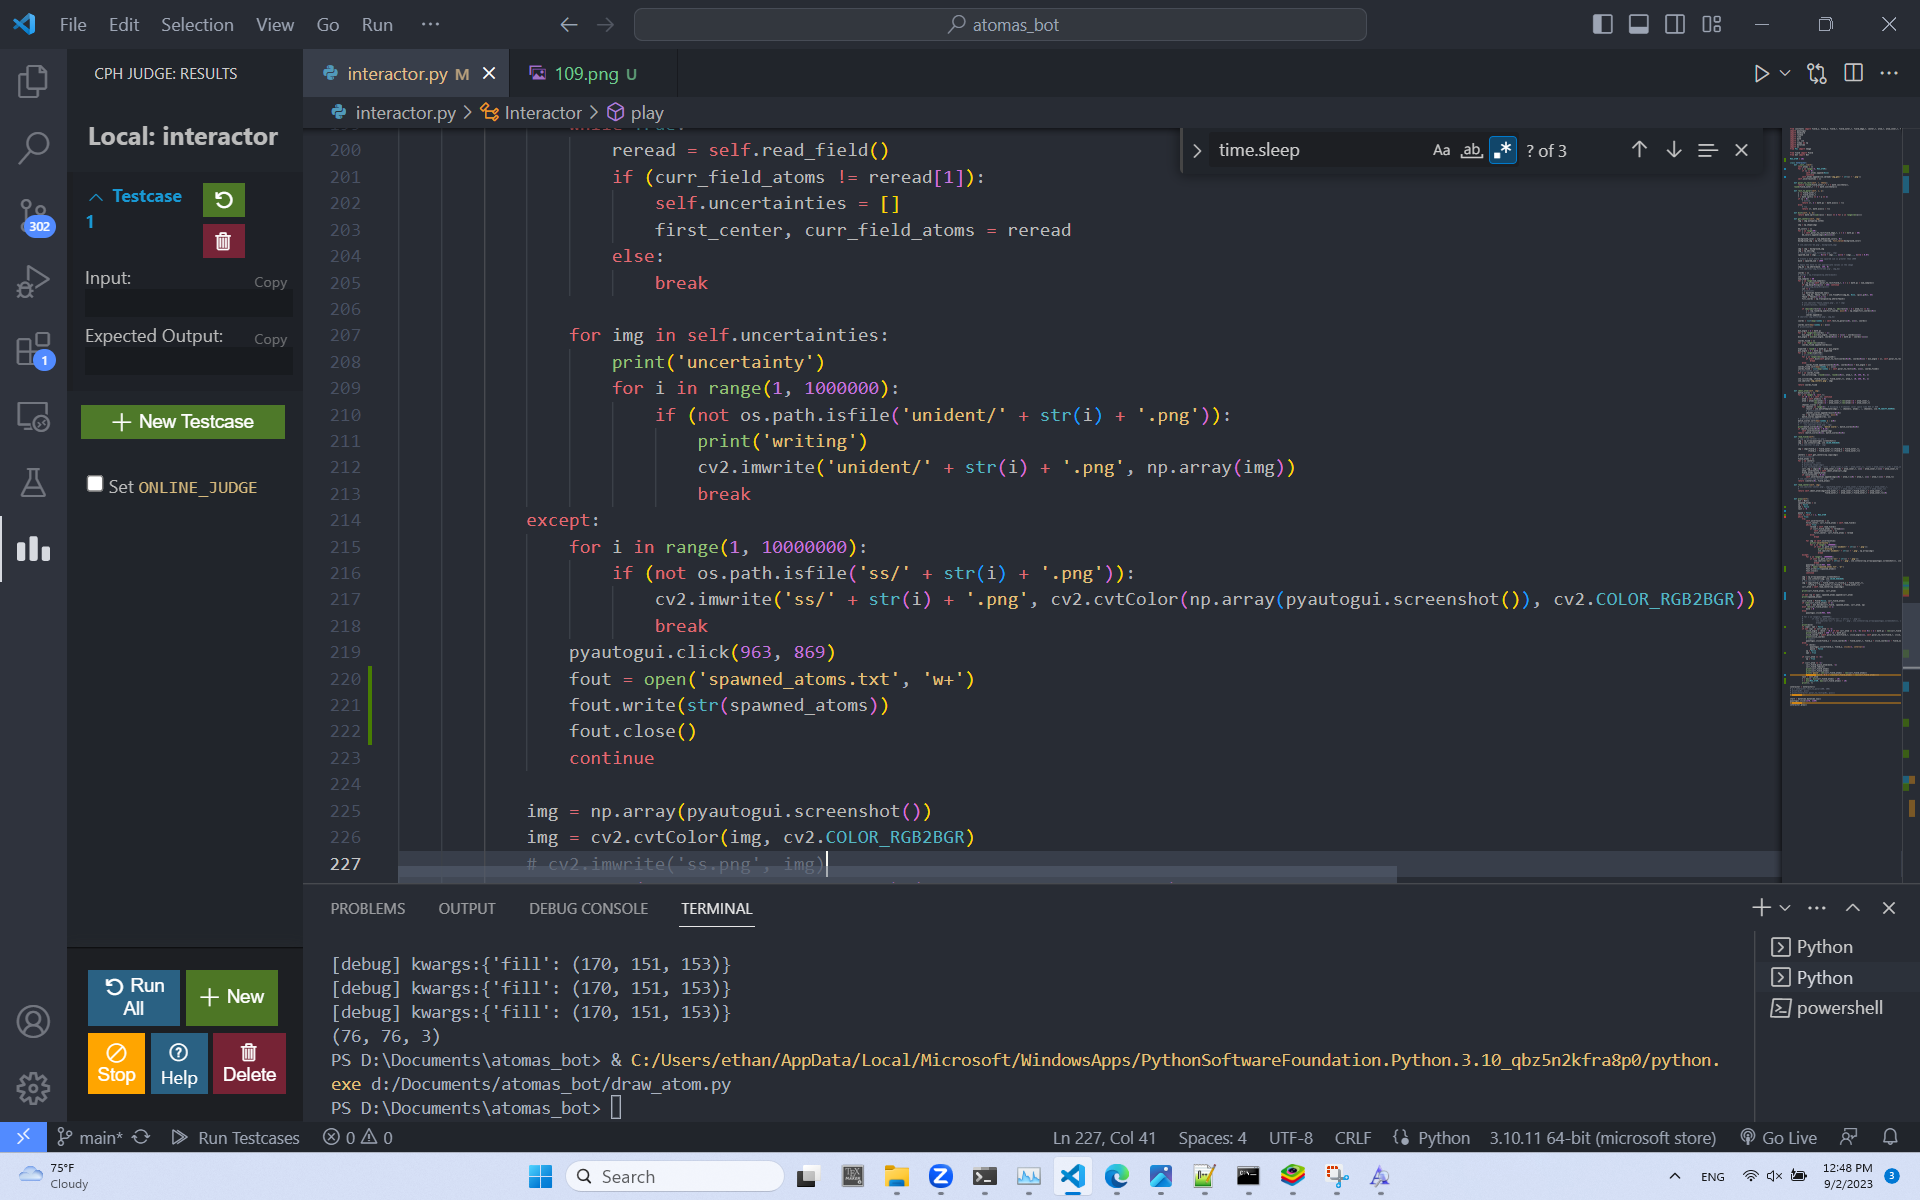 File Edit Selection View Go Run ···
atomas_bot
CPH JUDGE: RESULTS
interactor.py M
109.png U
interactor.py > Interactor > play
Local: interactor
time.sleep
Aa ab .* ? of 3
Testcase 1
Input: Copy
Expected Output: Copy
+ New Testcase
Set ONLINE_JUDGE
200 reread = self.read_field()
201 if (curr_field_atoms != reread[1]):
202 self.uncertainties = []
203 first_center, curr_field_atoms = reread
204 else:
205 break
206
207 for img in self.uncertainties:
208 print('uncertainty')
209 for i in range(1, 1000000):
210 if (not os.path.isfile('unident/' + str(i) + '.png')):
211 print('writing')
212 cv2.imwrite('unident/' + str(i) + '.png', np.array(img))
213 break
214 except:
215 for i in range(1, 10000000):
216 if (not os.path.isfile('ss/' + str(i) + '.png')):
217 cv2.imwrite('ss/' + str(i) + '.png', cv2.cvtColor(np.array(pyautogui.screenshot()), cv2.COLOR_RGB2BGR))
218 break
219 pyautogui.click(963, 869)
220 fout = open('spawned_atoms.txt', 'w+')
221 fout.write(str(spawned_atoms))
222 fout.close()
223 continue
224
225 img = np.array(pyautogui.screenshot())
226 img = cv2.cvtColor(img, cv2.COLOR_RGB2BGR)
227 # cv2.imwrite('ss.png', img)
302
1
PROBLEMS OUTPUT DEBUG CONSOLE TERMINAL
[debug] kwargs:{'fill': (170, 151, 153)}
[debug] kwargs:{'fill': (170, 151, 153)}
[debug] kwargs:{'fill': (170, 151, 153)}
(76, 76, 3)
PS D:\Documents\atomas_bot> & C:/Users/ethan/AppData/Local/Microsoft/WindowsApps/PythonSoftwareFoundation.Python.3.10_qbz5n2kfra8p0/python.
exe d:/Documents/atomas_bot/draw_atom.py
PS D:\Documents\atomas_bot>
Python
Python
powershell
Run All
+ New
Stop
Help
Delete
main* Run Testcases 0 0
Ln 227, Col 41 Spaces: 4 UTF-8 CRLF Python 3.10.11 64-bit (microsoft store) Go Live
75°F
Cloudy
Search
ENG
12:48 PM
9/2/2023
3